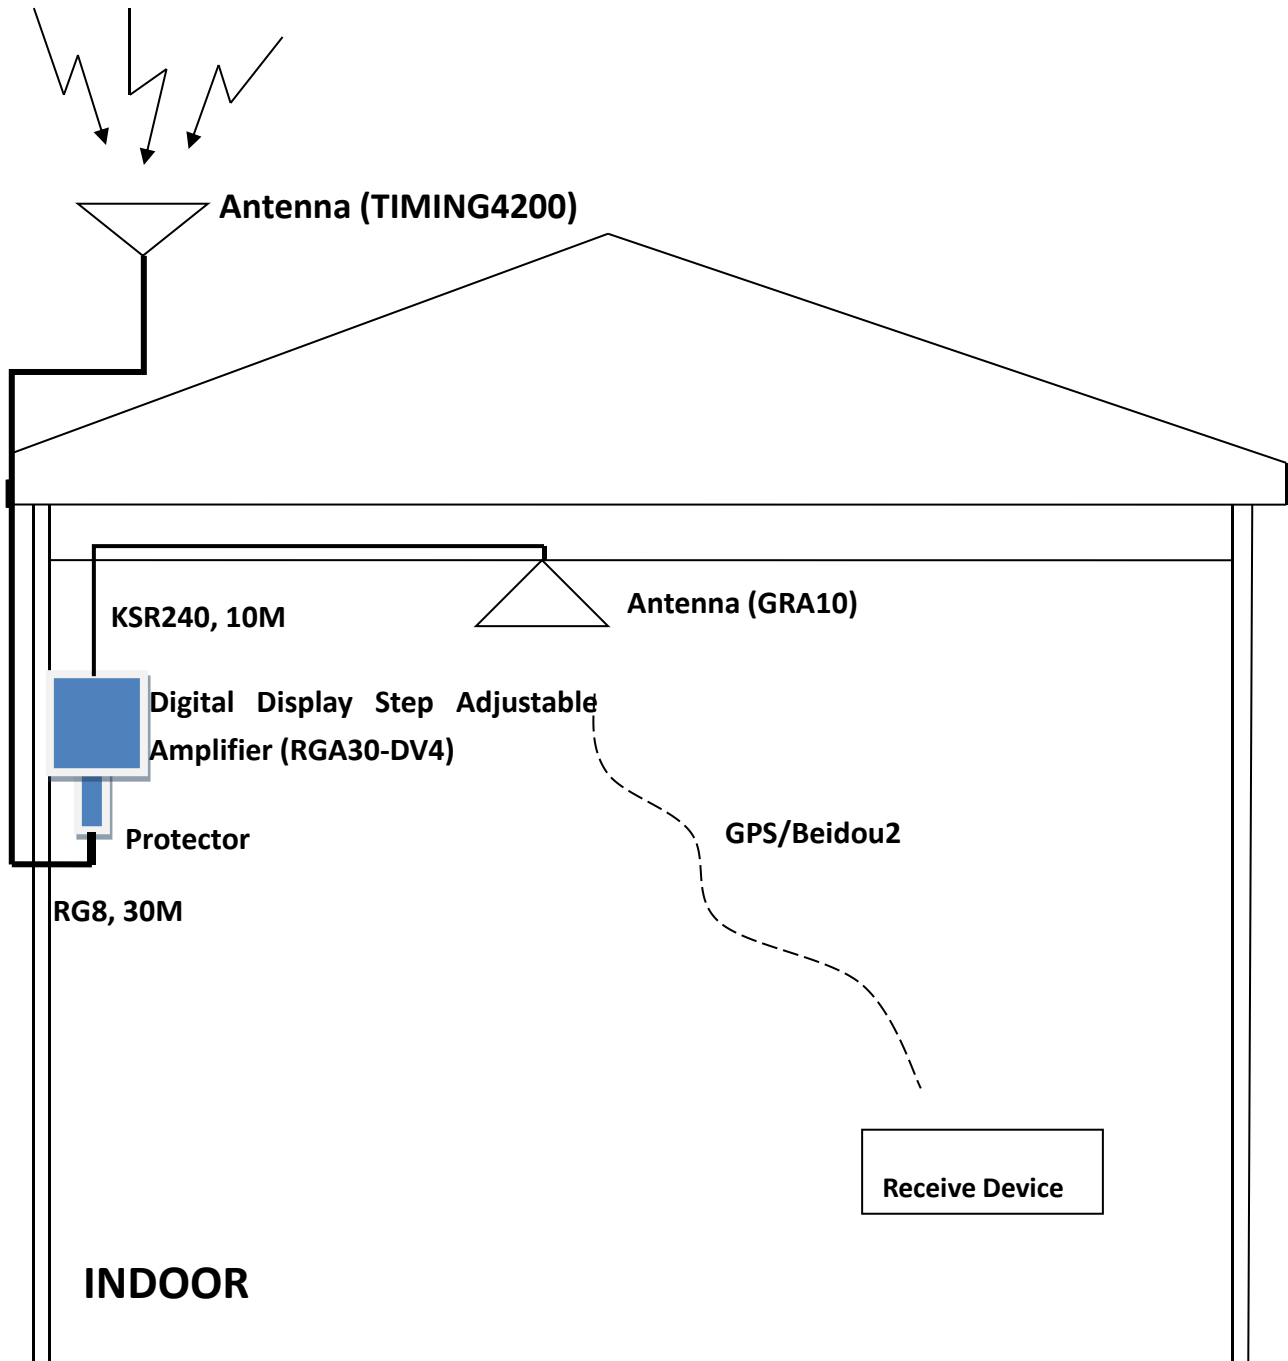 Antenna (TIMING4200)
KSR240, 10M
Antenna (GRA10)
Digital Display Step Adjustable
Amplifier (RGA30-DV4)
Protector
GPS/Beidou2
RG8, 30M
Receive Device
INDOOR